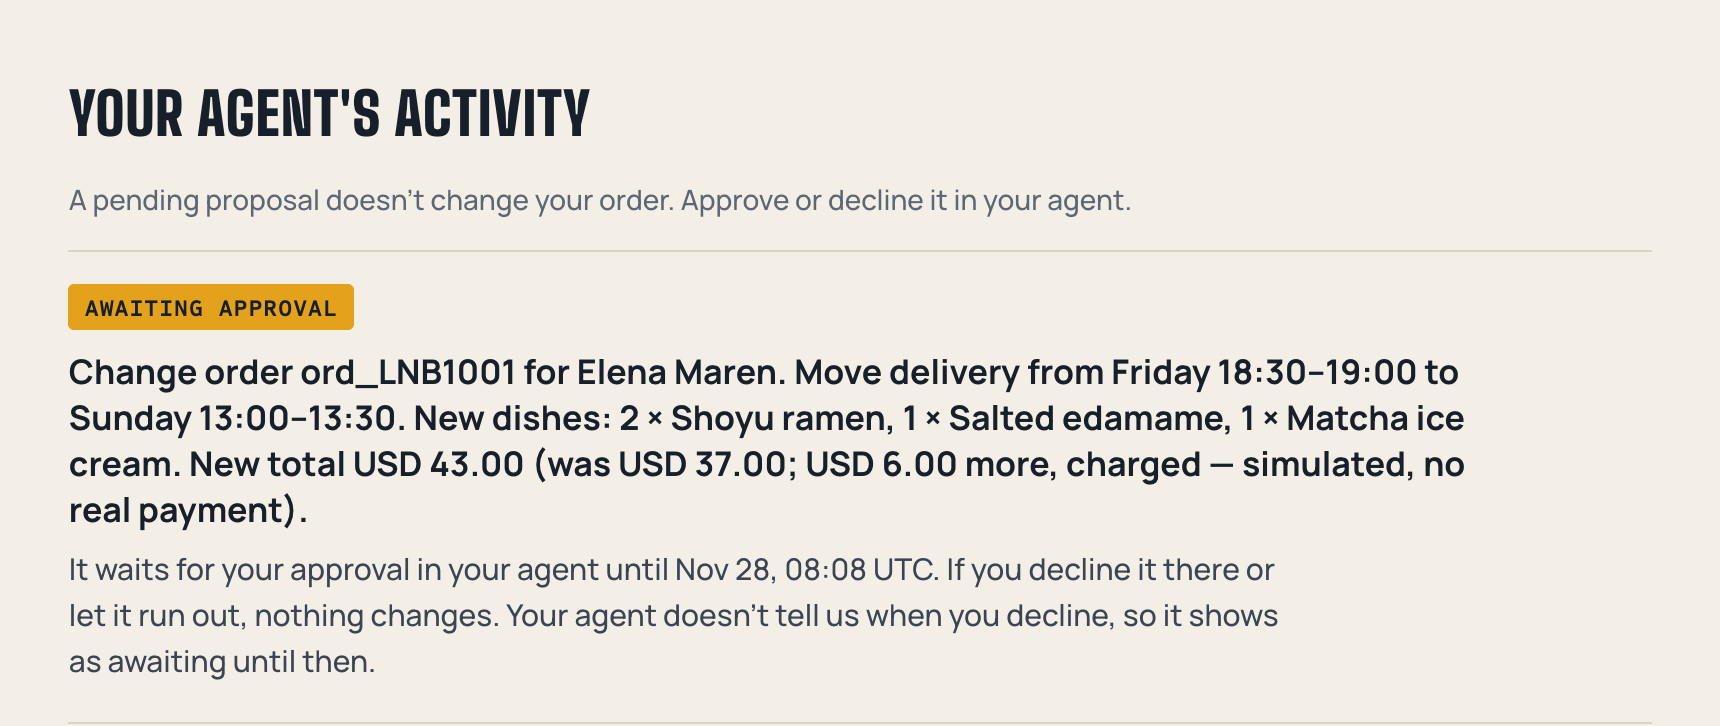 YOUR AGENT'S ACTIVITY
A pending proposal doesn't change your order. Approve or decline it in your agent.
AWAITING APPROVAL
Change order ord_LNB1001 for Elena Maren. Move delivery from Friday 18:30–19:00 to
Sunday 13:00–13:30. New dishes: 2 × Shoyu ramen, 1 × Salted edamame, 1 × Matcha ice
cream. New total USD 43.00 (was USD 37.00; USD 6.00 more, charged — simulated, no
real payment).
It waits for your approval in your agent until Nov 28, 08:08 UTC. If you decline it there or
let it run out, nothing changes. Your agent doesn't tell us when you decline, so it shows
as awaiting until then.